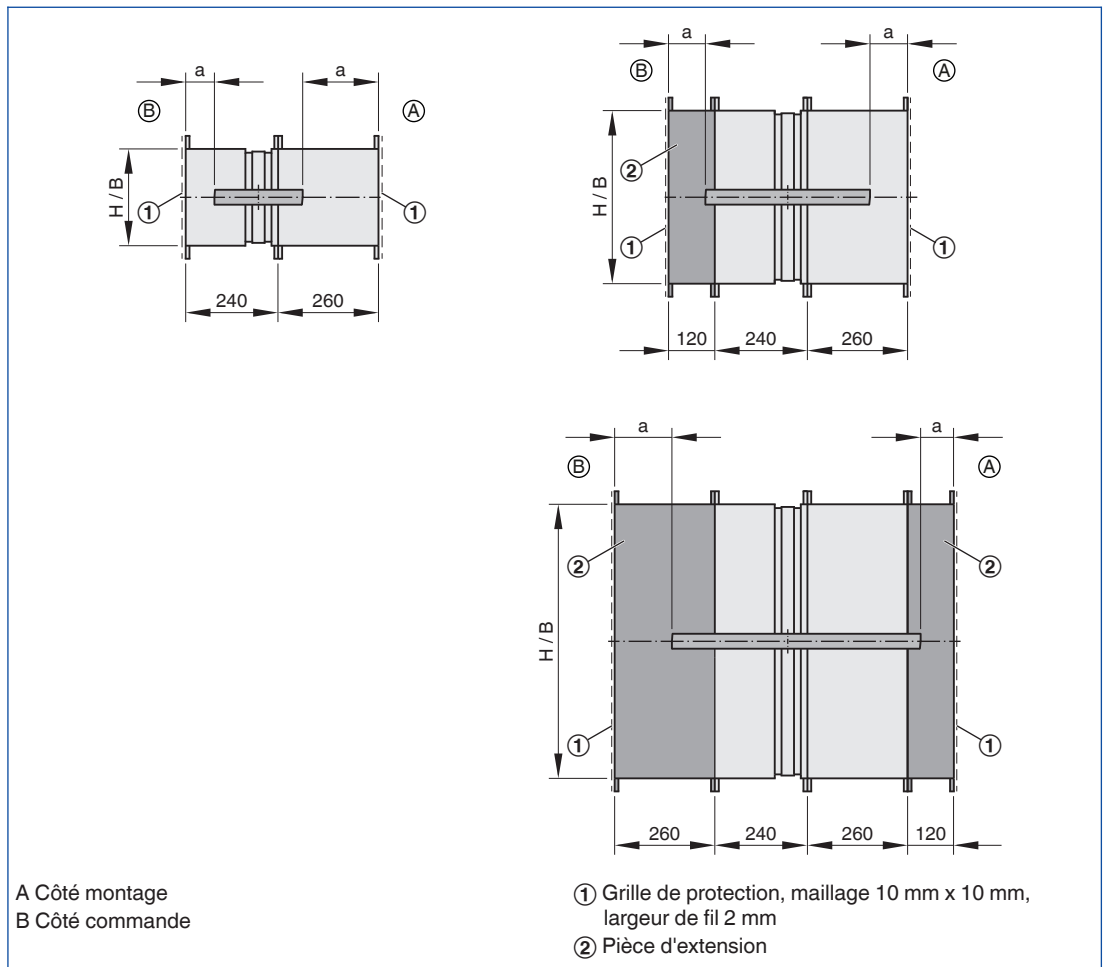 a
a
B
A
H / B
1
1
240
260
a
a
B
A
2
H / B
1
1
120
240
260
a
a
B
A
2
2
H / B
1
1
260
240
260
120
A Côté montage
B Côté commande
1 Grille de protection, maillage 10 mm x 10 mm,
largeur de fil 2 mm
2 Pièce d'extension